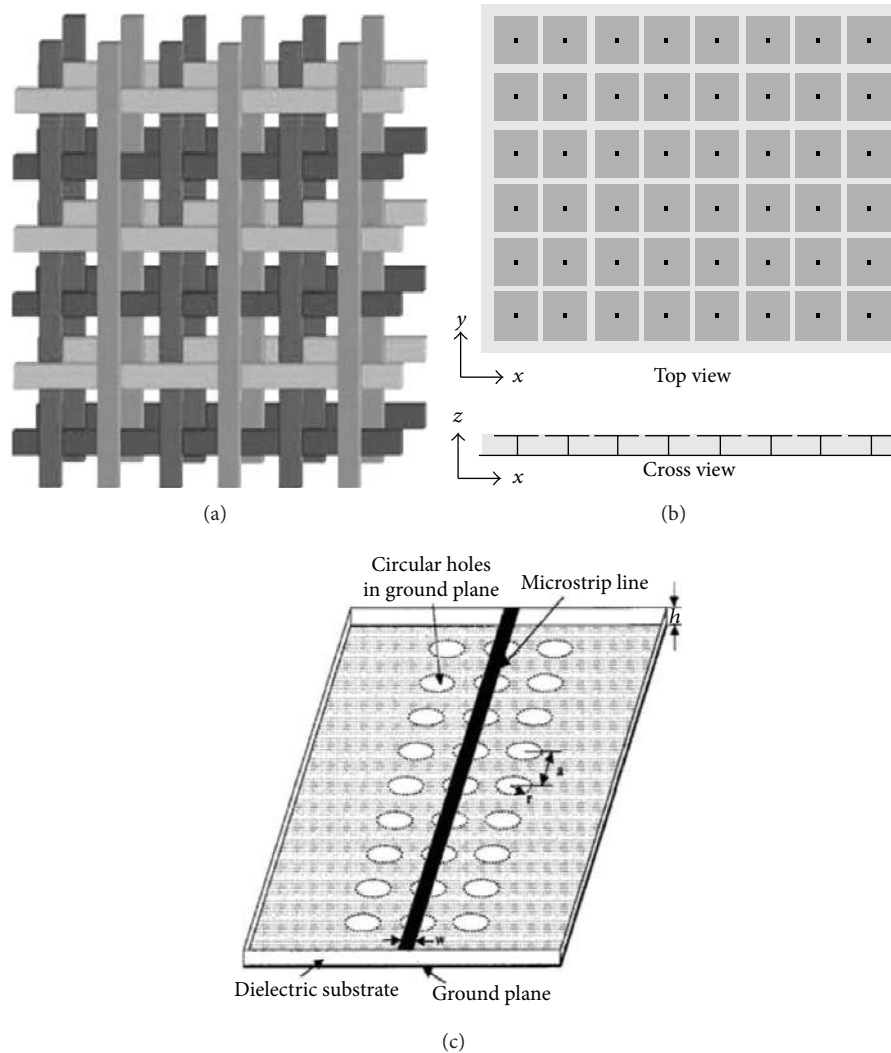 y
x
Top view
z
x
Cross view
(a)
(b)
Circular holes
in ground plane
Microstrip line
h
a
r
w
Dielectric substrate
Ground plane
(c)